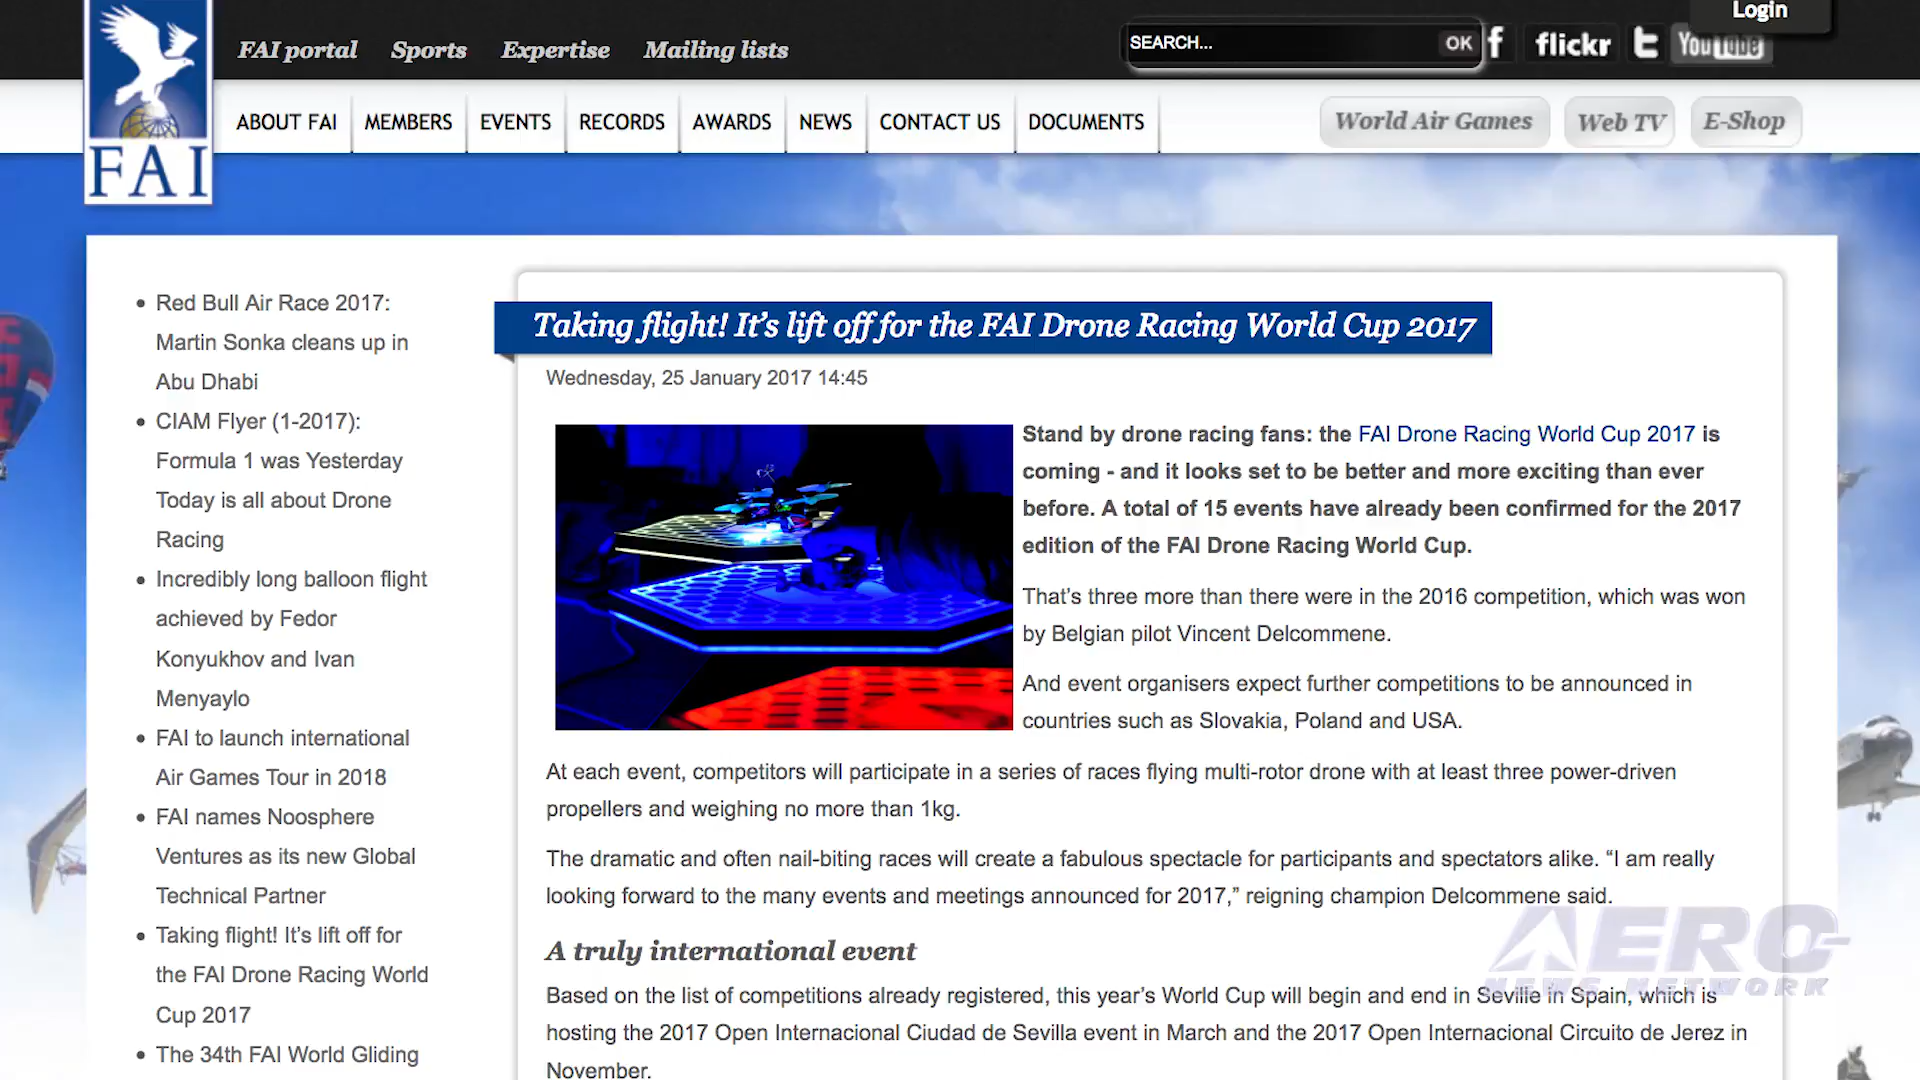 Login
FAI portal Sports Expertise Mailing lists
SEARCH... OK f flickr t YouTube
ABOUT FAI MEMBERS EVENTS RECORDS AWARDS NEWS CONTACT US DOCUMENTS World Air Games Web TV E-Shop
FAI
Red Bull Air Race 2017:
Martin Sonka cleans up in
Abu Dhabi
CIAM Flyer (1-2017):
Formula 1 was Yesterday
Today is all about Drone
Racing
Incredibly long balloon flight
achieved by Fedor
Konyukhov and Ivan
Menyaylo
FAI to launch international
Air Games Tour in 2018
FAI names Noosphere
Ventures as its new Global
Technical Partner
Taking flight! It's lift off for
the FAI Drone Racing World
Cup 2017
The 34th FAI World Gliding
Taking flight! It's lift off for the FAI Drone Racing World Cup 2017
Wednesday, 25 January 2017 14:45
Stand by drone racing fans: the FAI Drone Racing World Cup 2017 is
coming - and it looks set to be better and more exciting than ever
before. A total of 15 events have already been confirmed for the 2017
edition of the FAI Drone Racing World Cup.
That's three more than there were in the 2016 competition, which was won
by Belgian pilot Vincent Delcommene.
And event organisers expect further competitions to be announced in
countries such as Slovakia, Poland and USA.
At each event, competitors will participate in a series of races flying multi-rotor drone with at least three power-driven
propellers and weighing no more than 1kg.
The dramatic and often nail-biting races will create a fabulous spectacle for participants and spectators alike. “I am really
looking forward to the many events and meetings announced for 2017,” reigning champion Delcommene said.
A truly international event
Based on the list of competitions already registered, this year's World Cup will begin and end in Seville in Spain, which is
hosting the 2017 Open Internacional Ciudad de Sevilla event in March and the 2017 Open Internacional Circuito de Jerez in
November.
AERO-
NEWS NETWORK